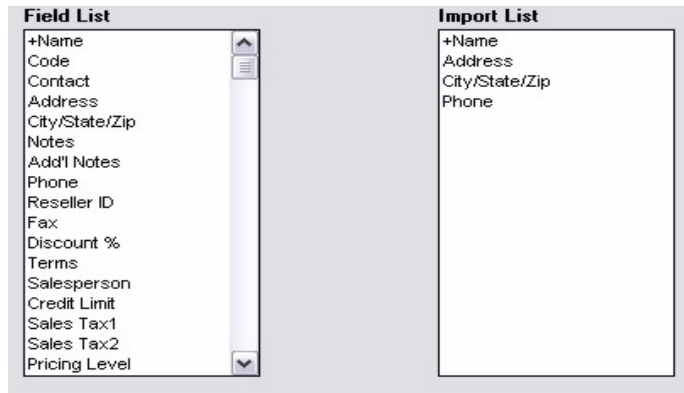 Field List
+Name
Code
Contact
Address
City/State/Zip
Notes
Add'l Notes
Phone
Reseller ID
Fax
Discount %
Terms
Salesperson
Credit Limit
Sales Tax1
Sales Tax2
Pricing Level
Import List
+Name
Address
City/State/Zip
Phone